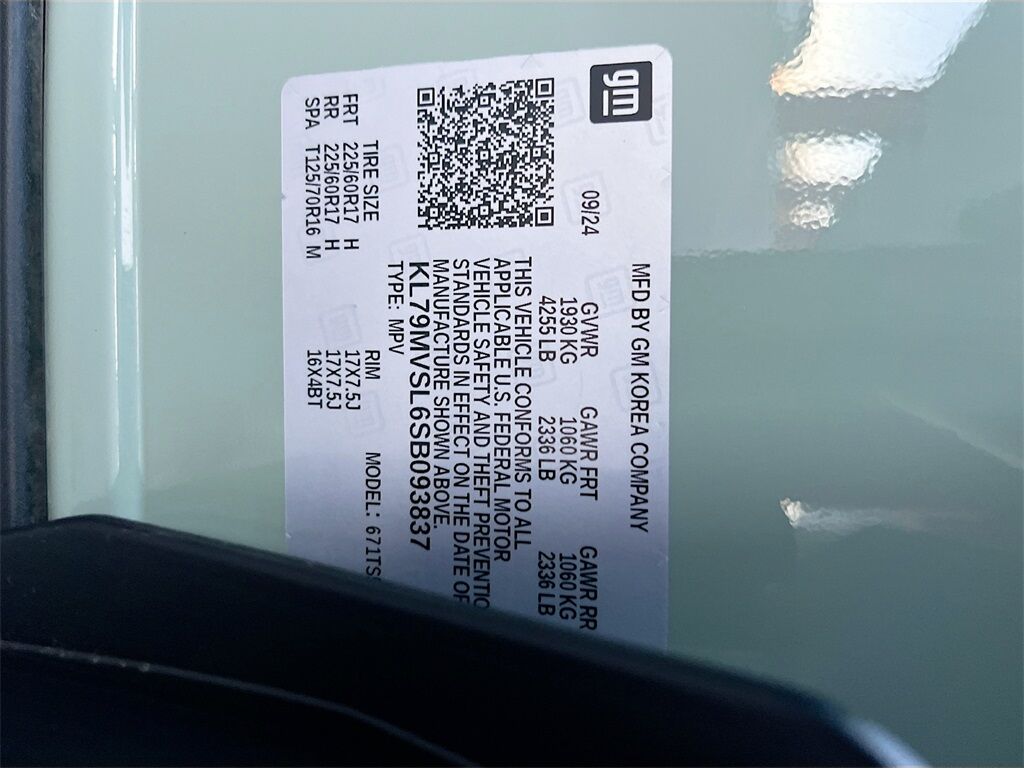 gm
MFD BY GM KOREA COMPANY
09/24
GVWR GAWR FRT GAWR RR
1930 KG 1060 KG 1060 KG
4255 LB 2336 LB 2336 LB
THIS VEHICLE CONFORMS TO ALL
APPLICABLE U.S. FEDERAL MOTOR
VEHICLE SAFETY AND THEFT PREVENTIO
STANDARDS IN EFFECT ON THE DATE OF
MANUFACTURE SHOWN ABOVE.
KL79MVSL6SB093837
TYPE: MPV
TIRE SIZE RIM MODEL: 671TS
FRT 225/60R17 H 17X7.5J
RR 225/60R17 H 17X7.5J
SPA T125/70R16 M 16X4BT